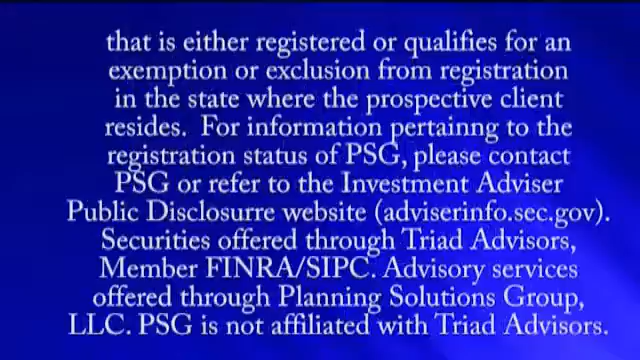 that is either registered or qualifies for an
exemption or exclusion from registration
in the state where the prospective client
resides. For information pertainng to the
registration status of PSG, please contact
PSG or refer to the Investment Adviser
Public Disclosurre website (adviserinfo.sec.gov).
Securities offered through Triad Advisors,
Member FINRA/SIPC. Advisory services
offered through Planning Solutions Group,
LLC. PSG is not affiliated with Triad Advisors.